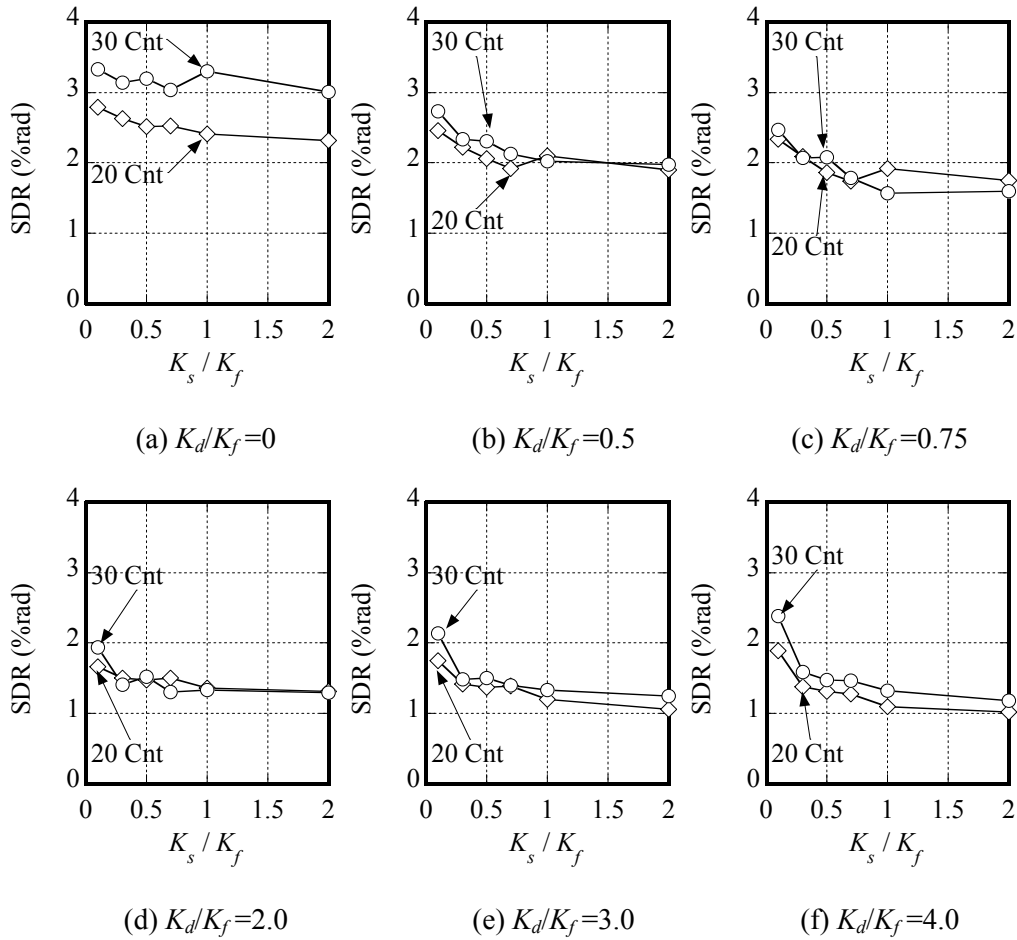 4
3
2
1
0
SDR (%rad)
30 Cnt
20 Cnt
0 0.5 1 1.5 2
K_s / K_f
(a) K_d/K_f=0
4
3
2
1
0
SDR (%rad)
30 Cnt
20 Cnt
0 0.5 1 1.5 2
K_s / K_f
(b) K_d/K_f=0.5
4
3
2
1
0
SDR (%rad)
30 Cnt
20 Cnt
0 0.5 1 1.5 2
K_s / K_f
(c) K_d/K_f=0.75
4
3
2
1
0
SDR (%rad)
30 Cnt
20 Cnt
0 0.5 1 1.5 2
K_s / K_f
(d) K_d/K_f=2.0
4
3
2
1
0
SDR (%rad)
30 Cnt
20 Cnt
0 0.5 1 1.5 2
K_s / K_f
(e) K_d/K_f=3.0
4
3
2
1
0
SDR (%rad)
30 Cnt
20 Cnt
0 0.5 1 1.5 2
K_s / K_f
(f) K_d/K_f=4.0